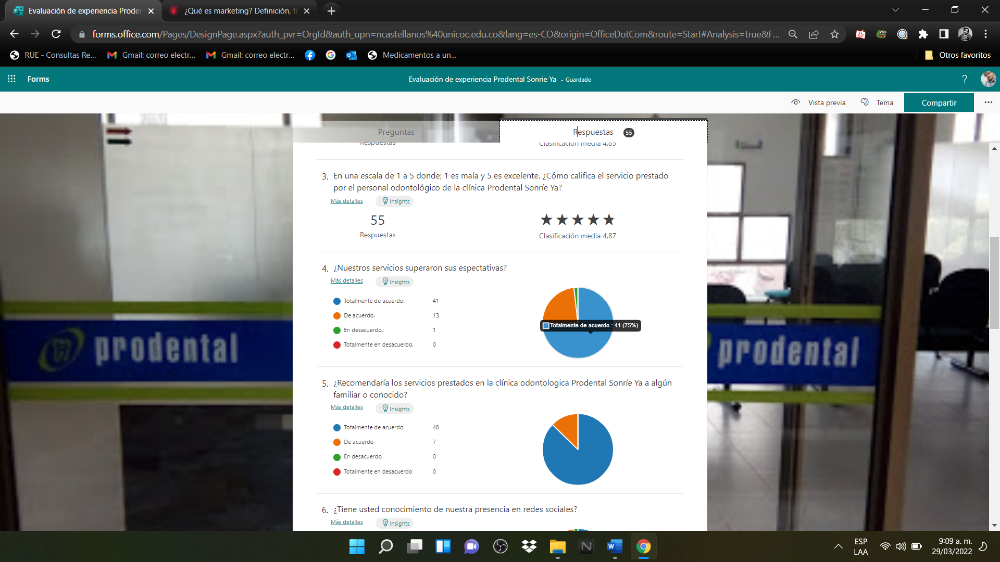 Evaluación de experiencia Proden
¿Qué es marketing? Definición, ti
forms.office.com/Pages/DesignPage.aspx?auth_pvr=OrgId&auth_upn=ncastellanos%40unicoc.edu.co&lang=es-CO&origin=OfficeDotCom&route=Start#Analysis=true&F...
RUE - Consultas Re...
Gmail: correo electr...
Gmail: correo electr...
Medicamentos a un...
Otros favoritos
Forms
Evaluación de experiencia Prodental Sonrie Ya - Guardado
?
Vista previa
Tema
Compartir
Preguntas
Respuestas 55
Respuestas
Clasificación media 4.85
3. En una escala de 1 a 5 donde; 1 es mala y 5 es excelente. ¿Cómo califica el servicio prestado
por el personal odontológico de la clínica Prodental Sonríe Ya?
Más detalles
Insights
55
Respuestas
Clasificación media 4.87
4. ¿Nuestros servicios superaron sus espectativas?
Más detalles
Insights
Totalmente de acuerdo. 41
De acuerdo. 13
En desacuerdo. 1
Totalmente en desacuerdo. 0
Totalmente de acuerdo.: 41 (75%)
prodental
prodental
5. ¿Recomendaría los servicios prestados en la clínica odontologica Prodental Sonríe Ya a algún
familiar o conocido?
Más detalles
Insights
Totalmente de acuerdo 48
De acuerdo 7
En desacuerdo 0
Totalmente en desacuerdo 0
6. ¿Tiene usted conocimiento de nuestra presencia en redes sociales?
Más detalles
Insights
ESP
LAA
9:09 a. m.
29/03/2022